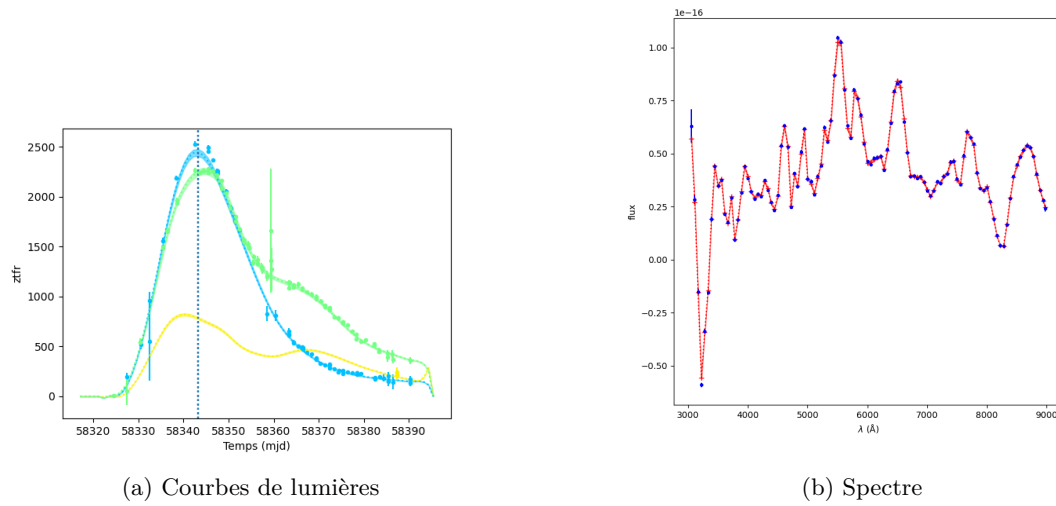 2500
2000
1500
1000
500
0
ztfr
58320 58330 58340 58350 58360 58370 58380 58390
Temps (mjd)
(a) Courbes de lumières
1e−16
1.00
0.75
0.50
0.25
0.00
−0.25
−0.50
flux
3000 4000 5000 6000 7000 8000 9000
λ (Å)
(b) Spectre